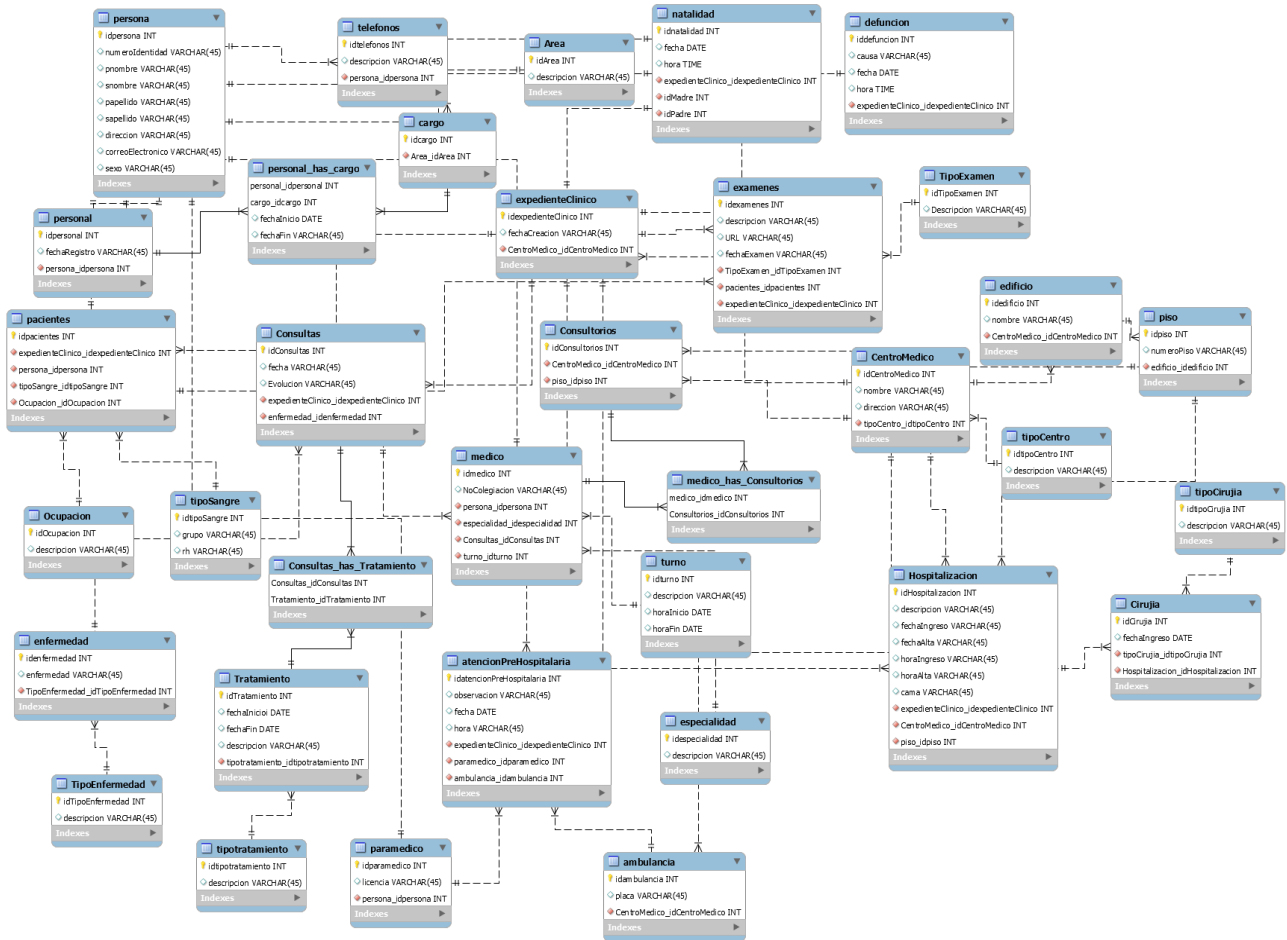 persona
idpersona INT
numeroIdentidad VARCHAR(45)
pnombre VARCHAR(45)
snombre VARCHAR(45)
papellido VARCHAR(45)
sapellido VARCHAR(45)
direccion VARCHAR(45)
correoElectronico VARCHAR(45)
sexo VARCHAR(45)
Indexes
telefonos
idtelefonos INT
descripcion VARCHAR(45)
persona_idpersona INT
Indexes
Area
idArea INT
descripcion VARCHAR(45)
Indexes
natalidad
idnatalidad INT
fecha DATE
hora TIME
expedienteClinico_idexpedienteClinico INT
idMadre INT
idPadre INT
Indexes
defuncion
iddefuncion INT
causa VARCHAR(45)
fecha DATE
hora TIME
expedienteClinico_idexpedienteClinico INT
Indexes
cargo
idcargo INT
Area_idArea INT
Indexes
personal_has_cargo
personal_idpersonal INT
cargo_idcargo INT
fechaInicio DATE
fechaFin VARCHAR(45)
Indexes
personal
idpersonal INT
fechaRegistro VARCHAR(45)
persona_idpersona INT
Indexes
expedienteClinico
idexpedienteClinico INT
fechaCreacion VARCHAR(45)
CentroMedico_idCentroMedico INT
Indexes
examenes
idexamenes INT
descripcion VARCHAR(45)
URL VARCHAR(45)
fechaExamen VARCHAR(45)
TipoExamen_idTipoExamen INT
pacientes_idpacientes INT
expedienteClinico_idexpedienteClinico INT
Indexes
TipoExamen
idTipoExamen INT
Descripcion VARCHAR(45)
Indexes
edificio
idedificio INT
nombre VARCHAR(45)
CentroMedico_idCentroMedico INT
Indexes
piso
idpiso INT
numeroPiso VARCHAR(45)
edificio_idedificio INT
Indexes
pacientes
idpacientes INT
expedienteClinico_idexpedienteClinico INT
persona_idpersona INT
tipoSangre_idtipoSangre INT
Ocupacion_idOcupacion INT
Indexes
Consultas
idConsultas INT
fecha VARCHAR(45)
Evolucion VARCHAR(45)
expedienteClinico_idexpedienteClinico INT
enfermedad_idenfermedad INT
Indexes
Consultorios
idConsultorios INT
CentroMedico_idCentroMedico INT
piso_idpiso INT
Indexes
CentroMedico
idCentroMedico INT
nombre VARCHAR(45)
direccion VARCHAR(45)
tipoCentro_idtipoCentro INT
Indexes
tipoCentro
idtipoCentro INT
descripcion VARCHAR(45)
Indexes
medico
idmedico INT
NoColegiacion VARCHAR(45)
persona_idpersona INT
especialidad_idespecialidad INT
Consultas_idConsultas INT
turno_idturno INT
Indexes
medico_has_Consultorios
medico_idmedico INT
Consultorios_idConsultorios INT
Indexes
tipoCirujia
idtipoCirujia INT
descripcion VARCHAR(45)
Indexes
tipoSangre
idtipoSangre INT
grupo VARCHAR(45)
rh VARCHAR(45)
Indexes
Ocupacion
idOcupacion INT
descripcion VARCHAR(45)
Indexes
Consultas_has_Tratamiento
Consultas_idConsultas INT
Tratamiento_idTratamiento INT
Indexes
turno
idturno INT
descripcion VARCHAR(45)
horaInicio DATE
horaFin DATE
Indexes
Hospitalizacion
idHospitalizacion INT
descripcion VARCHAR(45)
fechaIngreso VARCHAR(45)
fechaAlta VARCHAR(45)
horaIngreso VARCHAR(45)
horaAlta VARCHAR(45)
cama VARCHAR(45)
expedienteClinico_idexpedienteClinico INT
CentroMedico_idCentroMedico INT
piso_idpiso INT
Indexes
Cirujia
idCirujia INT
fechaIngreso DATE
tipoCirujia_idtipoCirujia INT
Hospitalizacion_idHospitalizacion INT
Indexes
enfermedad
idenfermedad INT
enfermedad VARCHAR(45)
TipoEnfermedad_idTipoEnfermedad INT
Indexes
Tratamiento
idTratamiento INT
fechaInicioi DATE
fechaFin DATE
descripcion VARCHAR(45)
tipotratamiento_idtipotratamiento INT
Indexes
atencionPreHospitalaria
idatencionPreHospitalaria INT
observacion VARCHAR(45)
fecha DATE
hora VARCHAR(45)
expedienteClinico_idexpedienteClinico INT
paramedico_idparamedico INT
ambulancia_idambulancia INT
Indexes
especialidad
idespecialidad INT
descripcion VARCHAR(45)
Indexes
TipoEnfermedad
idTipoEnfermedad INT
descripcion VARCHAR(45)
Indexes
tipotratamiento
idtipotratamiento INT
descripcion VARCHAR(45)
Indexes
paramedico
idparamedico INT
licencia VARCHAR(45)
persona_idpersona INT
Indexes
ambulancia
idambulancia INT
placa VARCHAR(45)
CentroMedico_idCentroMedico INT
Indexes